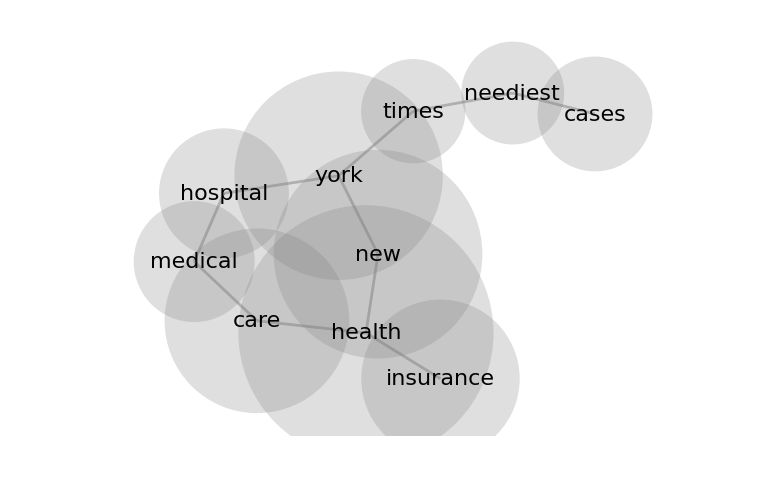 neediest
times
cases
york
hospital
new
medical
care
health
insurance